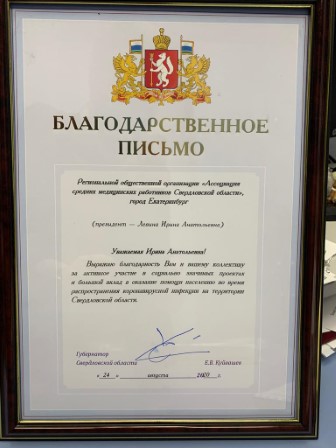 БЛАГОДАРСТВЕННОЕ
ПИСЬМО
Региональной общественной организации «Ассоциация
средних медицинских работников Свердловской области»,
город Екатеринбург
(президент — Левина Ирина Анатольевна)
Уважаемая Ирина Анатольевна!
Выражаю благодарность Вам и вашему коллективу
за активное участие в социально значимых проектах
и большой вклад в оказание помощи населению во время
распространения коронавирусной инфекции на территории
Свердловской области.
Губернатор
Свердловской области Е.В. Куйвашев
« 24 » августа